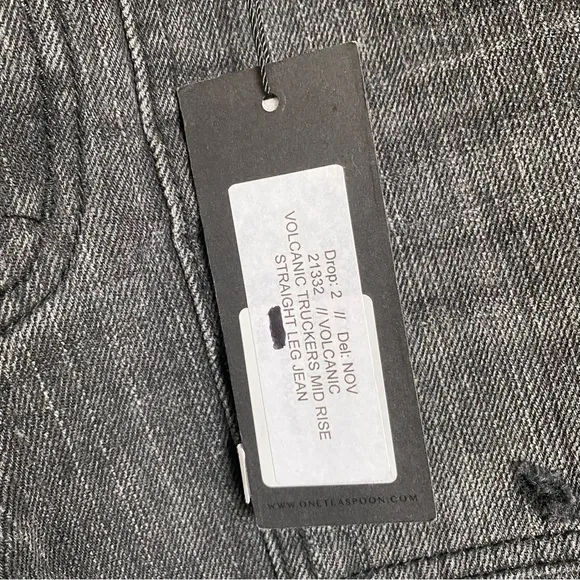 Drop: 2 // Del: NOV
21332 // VOLCANIC
VOLCANIC TRUCKERS MID RISE
STRAIGHT LEG JEAN
WWW.ONETEASPOON.COM